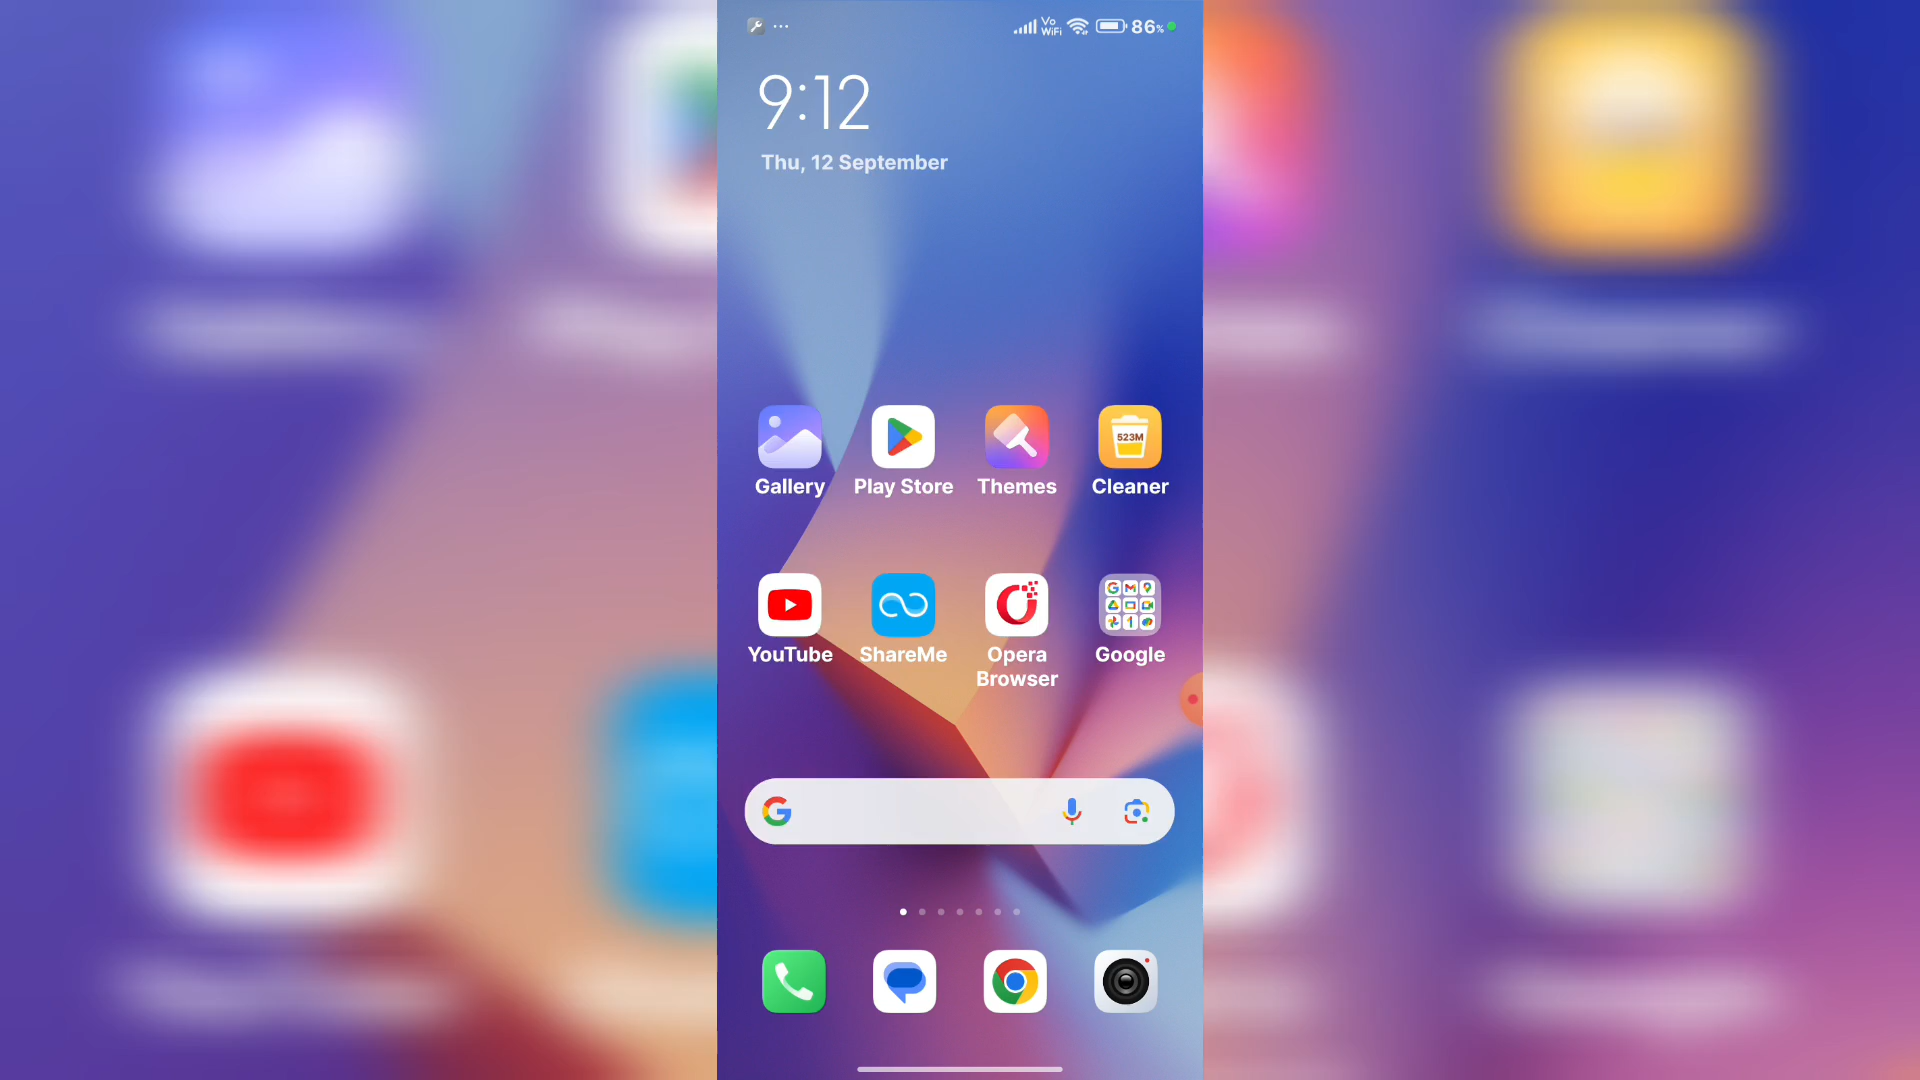 Vo
WiFi
86%
9:12
Thu, 12 September
523M
Gallery
Play Store
Themes
Cleaner
YouTube
ShareMe
Opera
Browser
Google